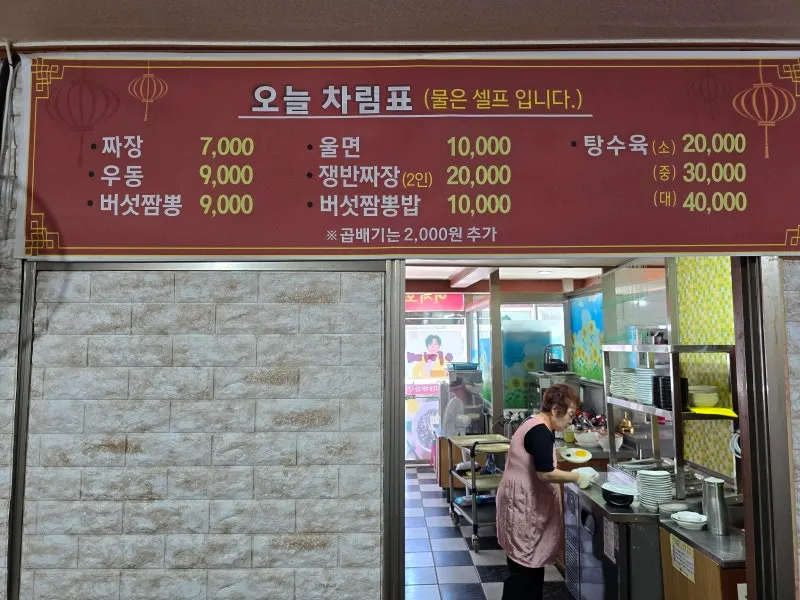 오늘 차림표 (물은 셀프 입니다.)
•짜장 7,000
•우동 9,000
•버섯짬뽕 9,000
•울면 10,000
•쟁반짜장(2인) 20,000
•버섯짬뽕밥 10,000
•탕수육(소) 20,000
(중) 30,000
(대) 40,000
※곱배기는 2,000원 추가